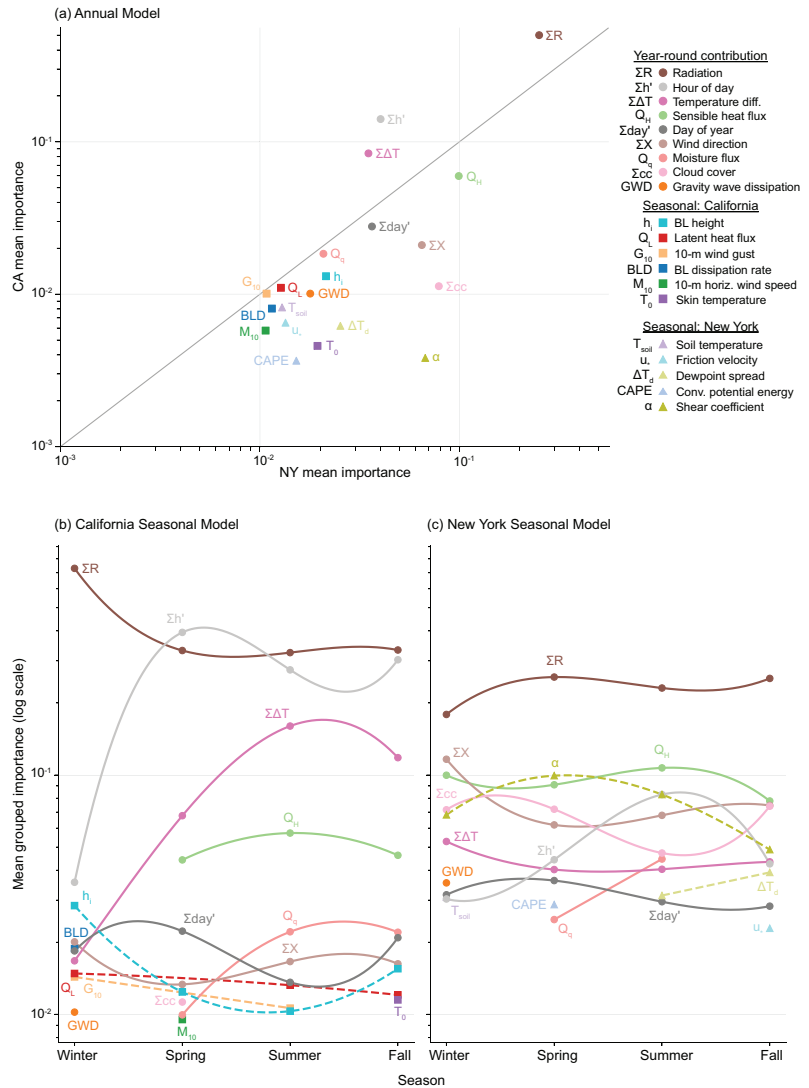 (a) Annual Model
CA mean importance
10⁻¹
10⁻²
10⁻³
10⁻³
10⁻²
10⁻¹
NY mean importance
ΣR
Σh'
ΣΔT
Q_H
Σday'
ΣX
Q_q
h_i
Σcc
G_10
Q_L
GWD
BLD
T_soil
M_10
u_*
ΔT_d
T_0
CAPE
α
Year-round contribution
ΣR Radiation
Σh' Hour of day
ΣΔT Temperature diff.
Q_H Sensible heat flux
Σday' Day of year
ΣX Wind direction
Q_q Moisture flux
Σcc Cloud cover
GWD Gravity wave dissipation
Seasonal: California
h_i BL height
Q_L Latent heat flux
G_10 10-m wind gust
BLD BL dissipation rate
M_10 10-m horiz. wind speed
T_0 Skin temperature
Seasonal: New York
T_soil Soil temperature
u_* Friction velocity
ΔT_d Dewpoint spread
CAPE Conv. potential energy
α Shear coefficient
(b) California Seasonal Model
Mean grouped importance (log scale)
10⁻¹
10⁻²
ΣR
Σh'
ΣΔT
Q_H
h_i
Σday'
Q_q
BLD
ΣX
Q_L
G_10
Σcc
T_0
GWD
M_10
Winter
Spring
Summer
Fall
(c) New York Seasonal Model
ΣR
ΣX
Q_H
α
Σcc
ΣΔT
Σh'
GWD
ΔT_d
T_soil
CAPE
Σday'
Q_q
u_*
Winter
Spring
Summer
Fall
Season